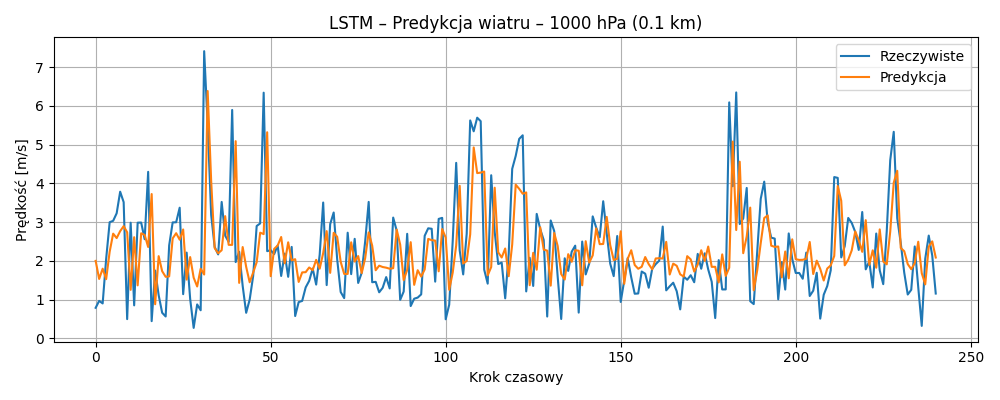 LSTM – Predykcja wiatru – 1000 hPa (0.1 km)
Rzeczywiste
Predykcja
Prędkość [m/s]
7
6
5
4
3
2
1
0
0 50 100 150 200 250
Krok czasowy